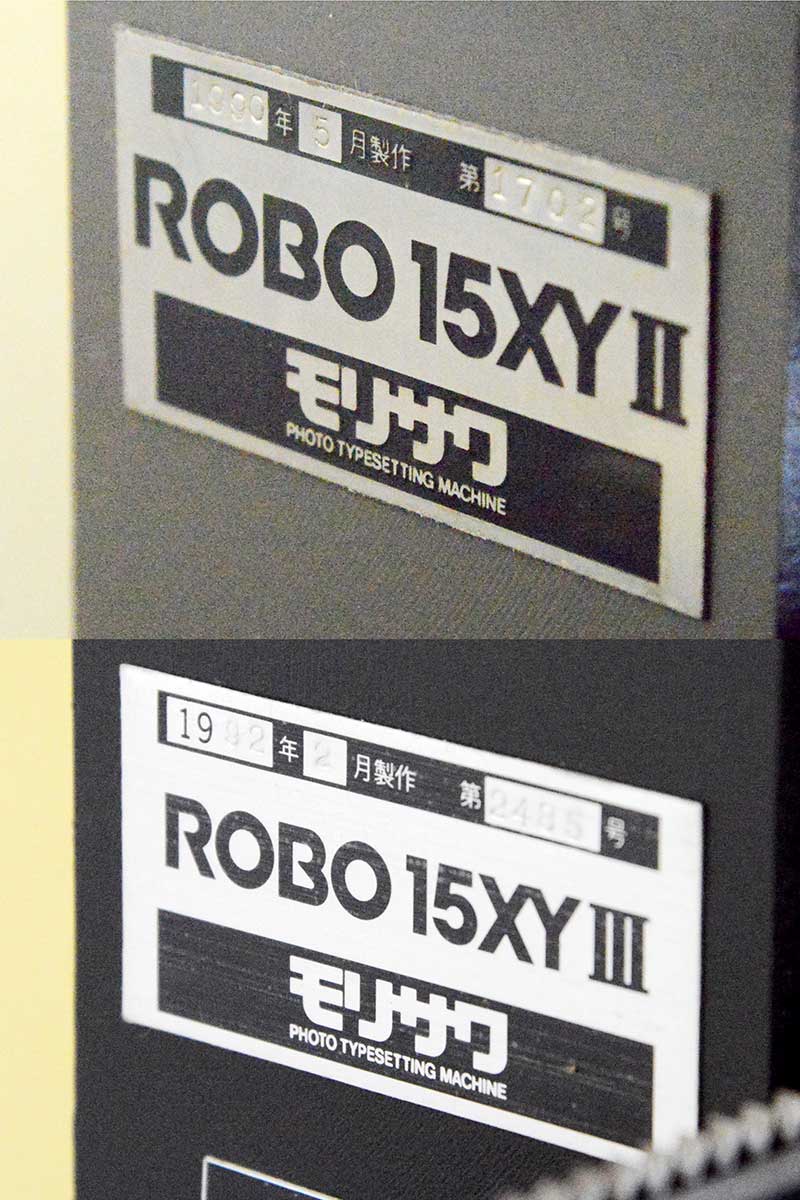 1990年 5月製作 第1702号
ROBO 15XY II
モリサワ
PHOTO TYPESETTING MACHINE
1992年 2月製作 第2485号
ROBO 15XY III
モリサワ
PHOTO TYPESETTING MACHINE